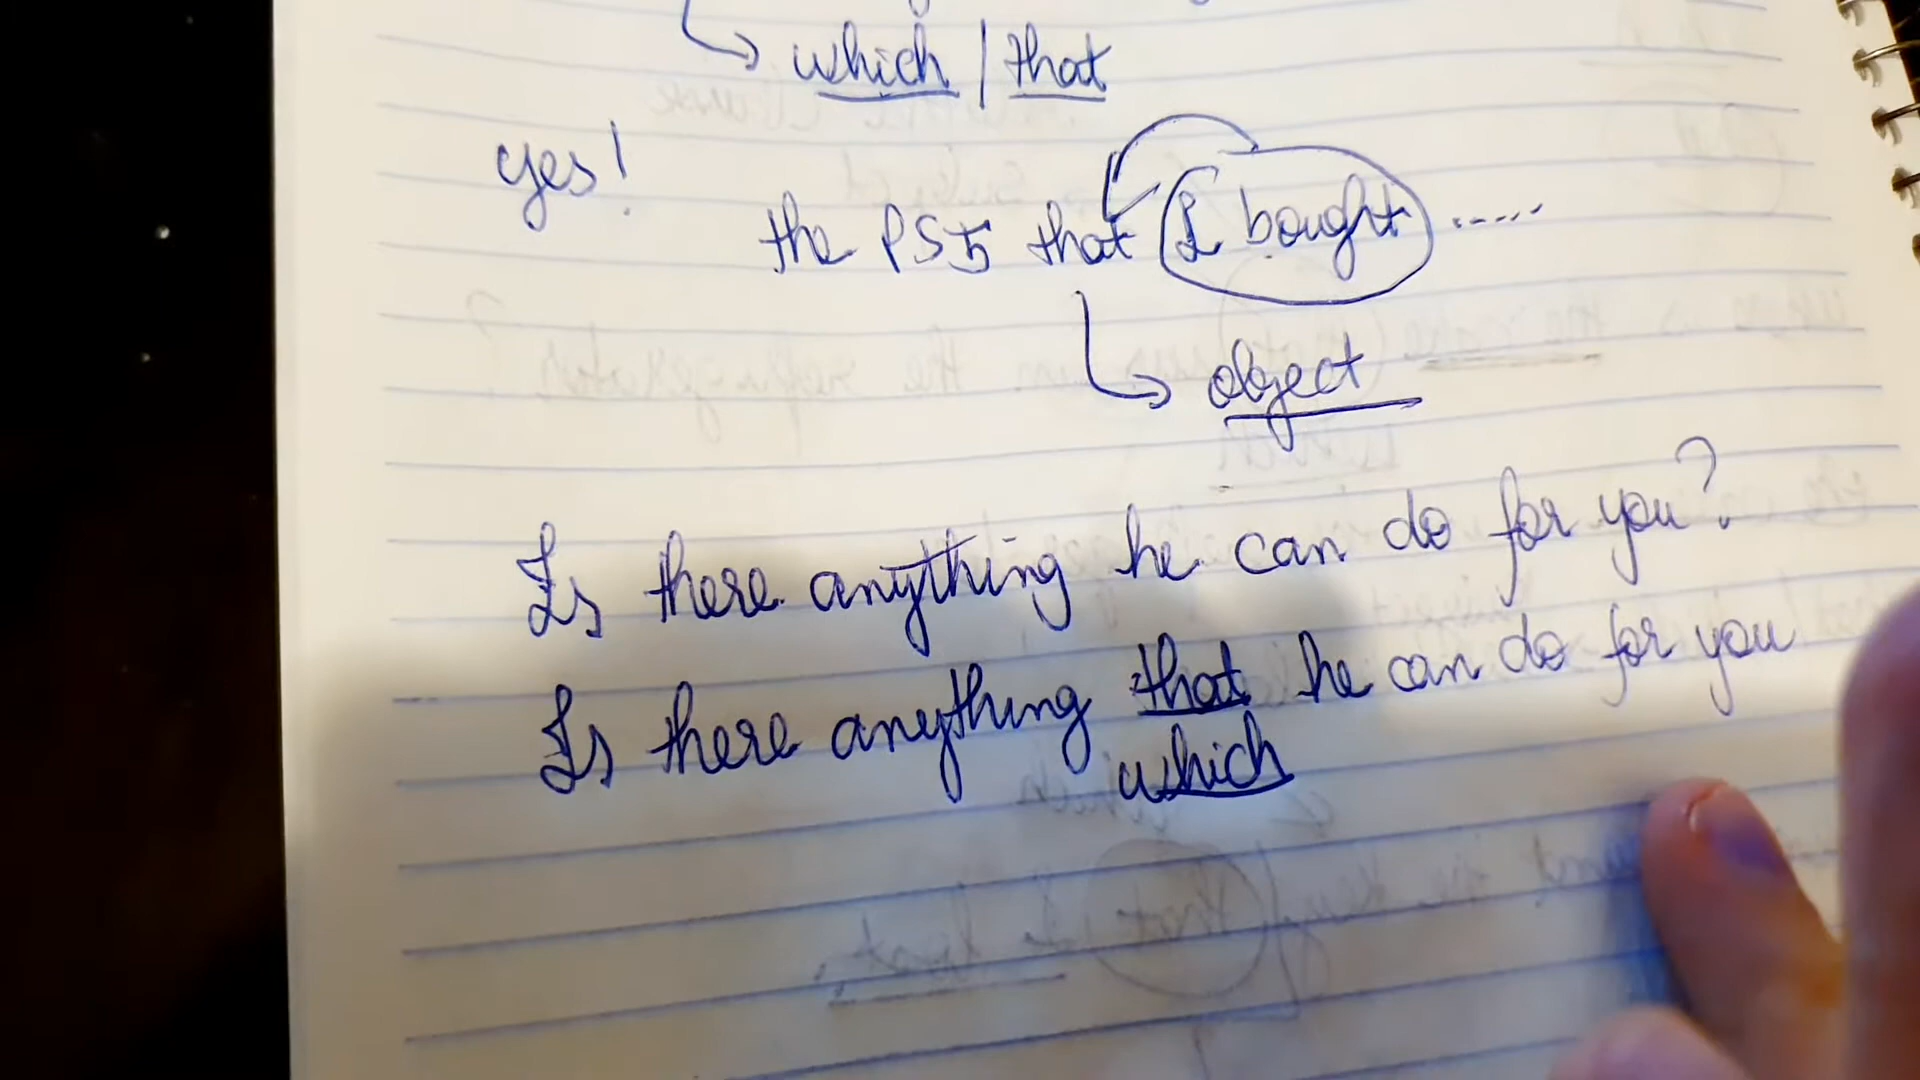 which / that
yes!
the PS5 that I bought .....
object
Is there anything he can do for you?
Is there anything that he can do for you
which